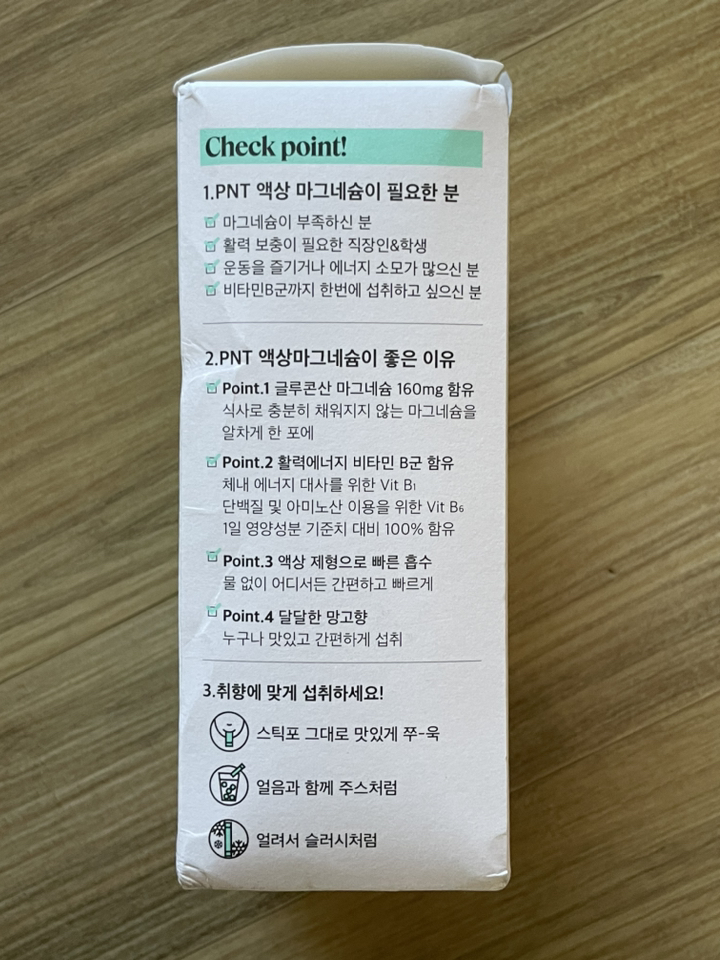 Check point!
1.PNT 액상 마그네슘이 필요한 분
마그네슘이 부족하신 분
활력 보충이 필요한 직장인&학생
운동을 즐기거나 에너지 소모가 많으신 분
비타민B군까지 한번에 섭취하고 싶으신 분
2.PNT 액상마그네슘이 좋은 이유
Point.1 글루콘산 마그네슘 160mg 함유
식사로 충분히 채워지지 않는 마그네슘을
알차게 한 포에
Point.2 활력에너지 비타민 B군 함유
체내 에너지 대사를 위한 Vit B₁
단백질 및 아미노산 이용을 위한 Vit B₆
1일 영양성분 기준치 대비 100% 함유
Point.3 액상 제형으로 빠른 흡수
물 없이 어디서든 간편하고 빠르게
Point.4 달달한 망고향
누구나 맛있고 간편하게 섭취
3.취향에 맞게 섭취하세요!
스틱포 그대로 맛있게 쭈-욱
얼음과 함께 주스처럼
얼려서 슬러시처럼